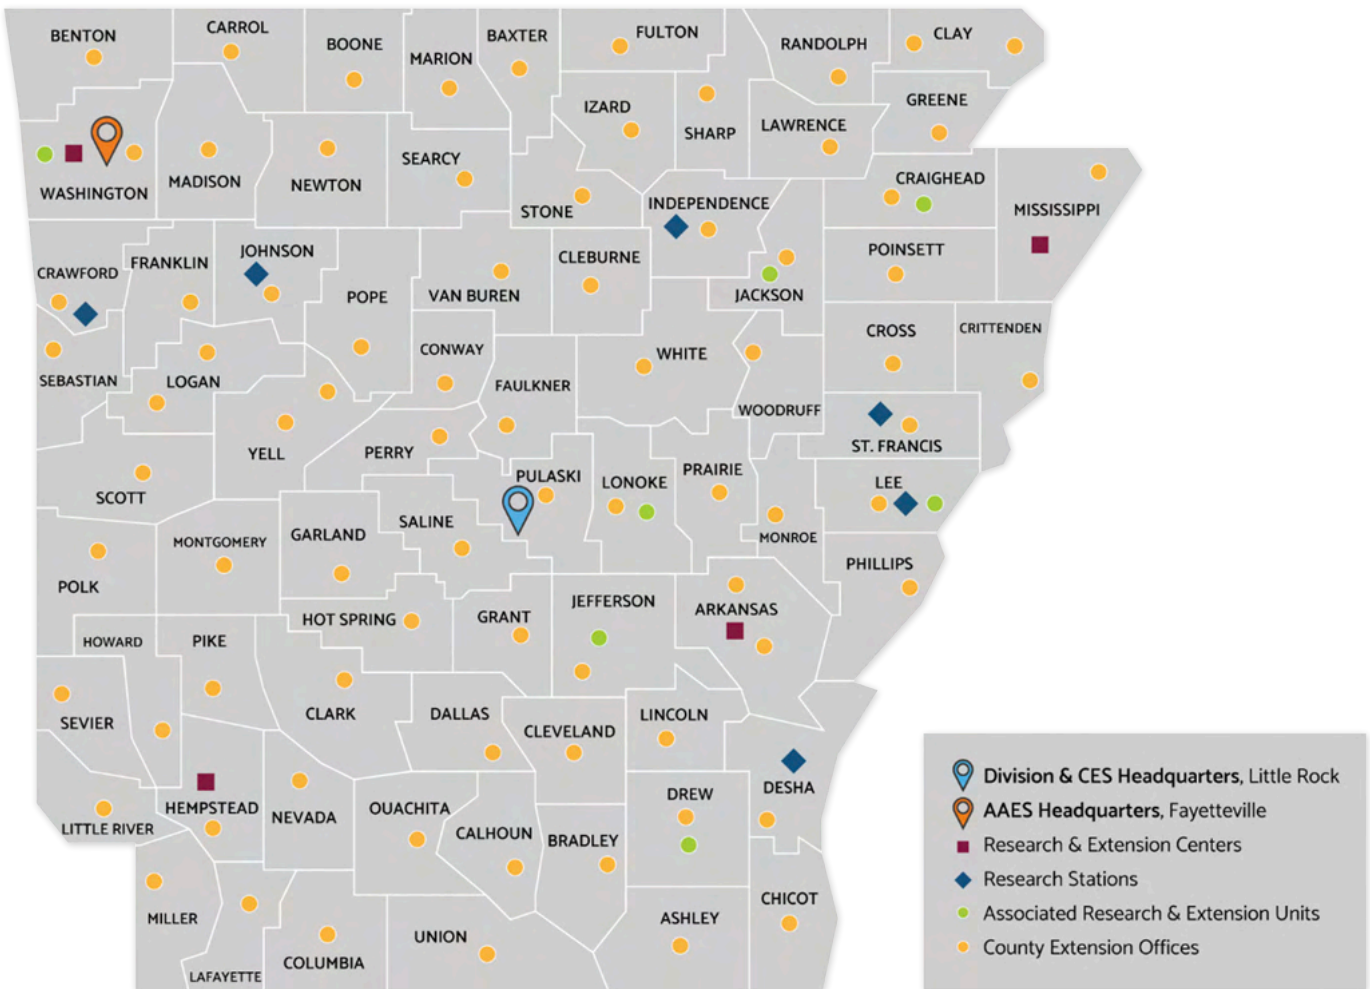 BENTON
CARROL
BOONE
MARION
BAXTER
FULTON
RANDOLPH
CLAY
IZARD
SHARP
LAWRENCE
GREENE
WASHINGTON
MADISON
NEWTON
SEARCY
STONE
INDEPENDENCE
CRAIGHEAD
MISSISSIPPI
CRAWFORD
FRANKLIN
JOHNSON
POPE
VAN BUREN
CLEBURNE
JACKSON
POINSETT
SEBASTIAN
LOGAN
CONWAY
FAULKNER
WHITE
WOODRUFF
CROSS
CRITTENDEN
SCOTT
YELL
PERRY
PULASKI
LONOKE
PRAIRIE
ST. FRANCIS
LEE
POLK
MONTGOMERY
GARLAND
SALINE
MONROE
PHILLIPS
HOWARD
PIKE
HOT SPRING
GRANT
JEFFERSON
ARKANSAS
SEVIER
CLARK
DALLAS
CLEVELAND
LINCOLN
DESHA
LITTLE RIVER
HEMPSTEAD
NEVADA
OUACHITA
CALHOUN
BRADLEY
DREW
MILLER
LAFAYETTE
COLUMBIA
UNION
ASHLEY
CHICOT
Division & CES Headquarters, Little Rock
AAES Headquarters, Fayetteville
Research & Extension Centers
Research Stations
Associated Research & Extension Units
County Extension Offices